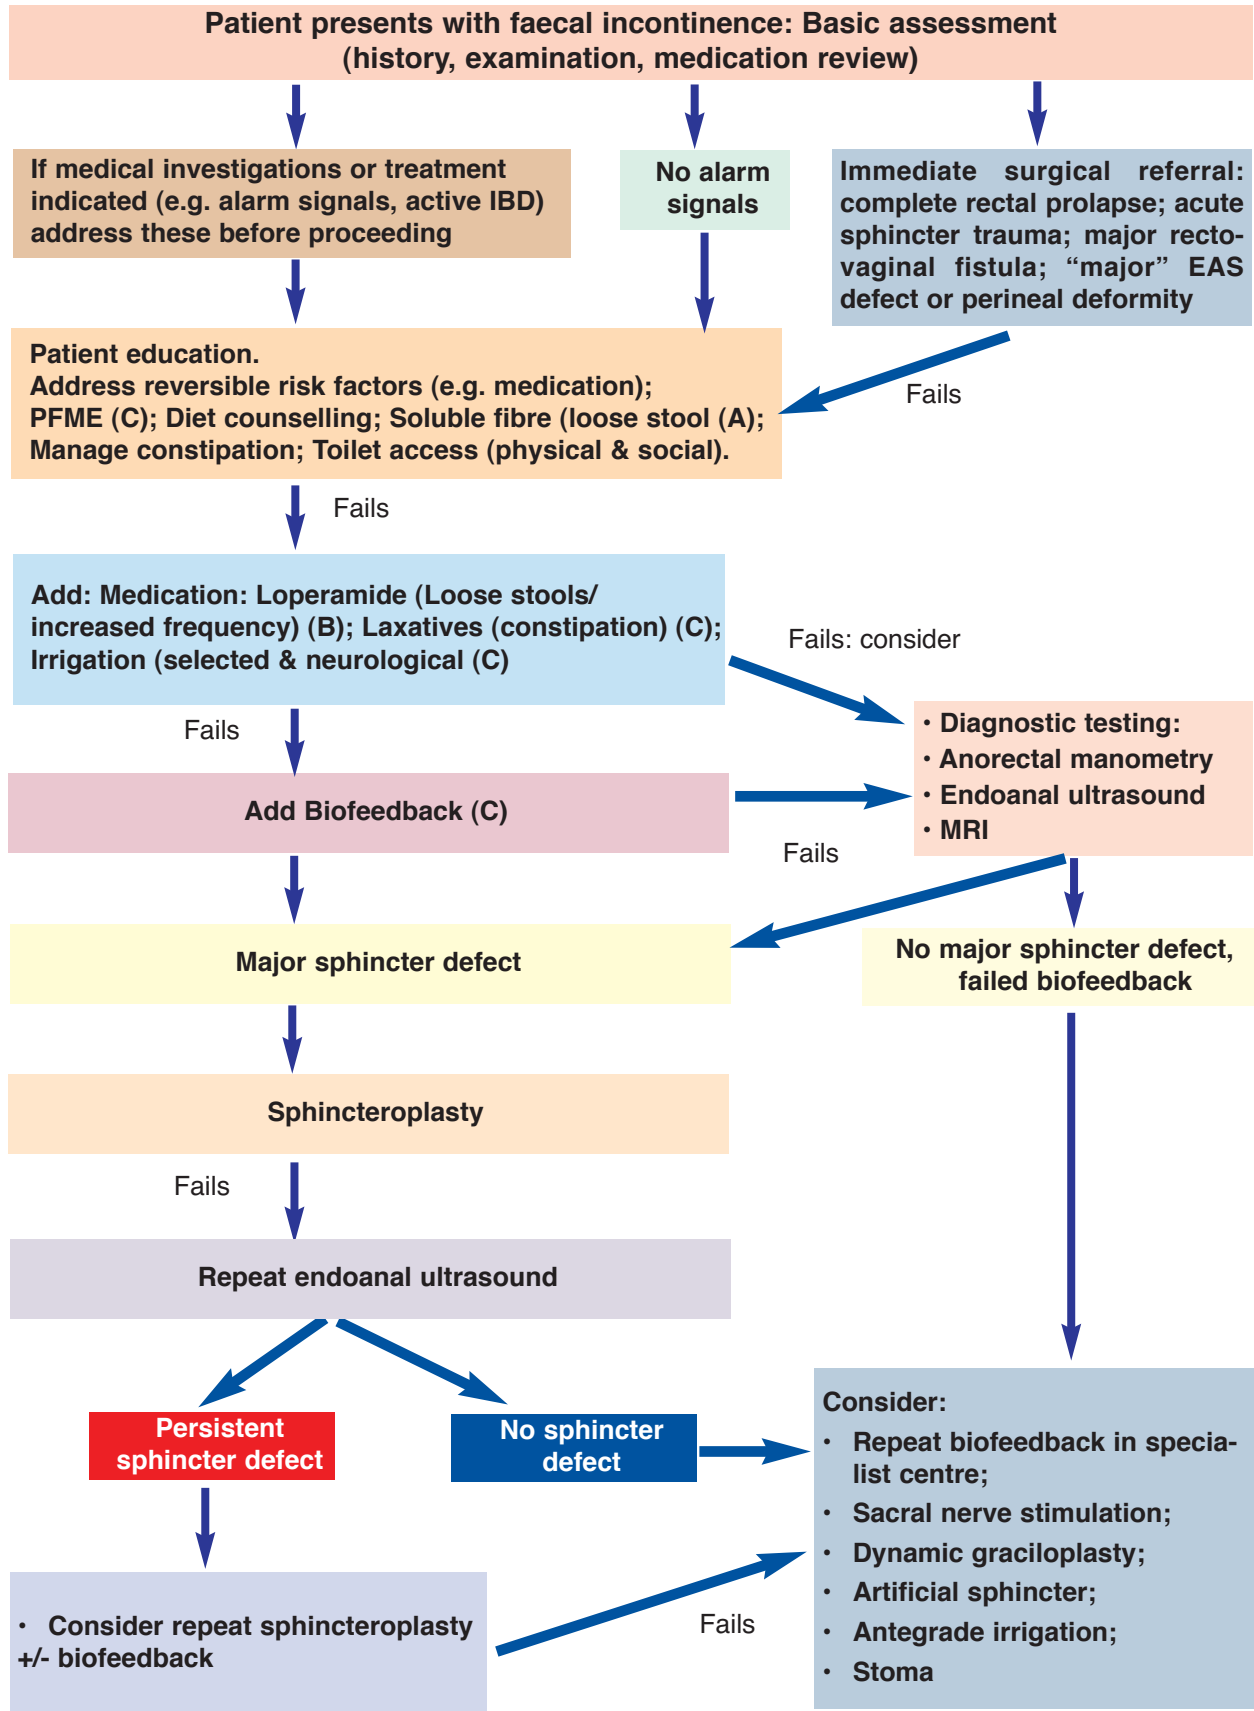 Patient presents with faecal incontinence: Basic assessment
(history, examination, medication review)
If medical investigations or treatment
indicated (e.g. alarm signals, active IBD)
address these before proceeding
No alarm
signals
Immediate surgical referral:
complete rectal prolapse; acute
sphincter trauma; major recto-
vaginal fistula; “major” EAS
defect or perineal deformity
Fails
Patient education.
Address reversible risk factors (e.g. medication);
PFME (C); Diet counselling; Soluble fibre (loose stool (A);
Manage constipation; Toilet access (physical & social).
Fails
Add: Medication: Loperamide (Loose stools/
increased frequency) (B); Laxatives (constipation) (C);
Irrigation (selected & neurological (C)
Fails: consider
Fails
• Diagnostic testing:
• Anorectal manometry
• Endoanal ultrasound
• MRI
Add Biofeedback (C)
Fails
Major sphincter defect
No major sphincter defect,
failed biofeedback
Sphincteroplasty
Fails
Repeat endoanal ultrasound
Persistent
sphincter defect
No sphincter
defect
Consider:
• Repeat biofeedback in specia-
list centre;
• Sacral nerve stimulation;
• Dynamic graciloplasty;
• Artificial sphincter;
• Antegrade irrigation;
• Stoma
• Consider repeat sphincteroplasty
+/- biofeedback
Fails